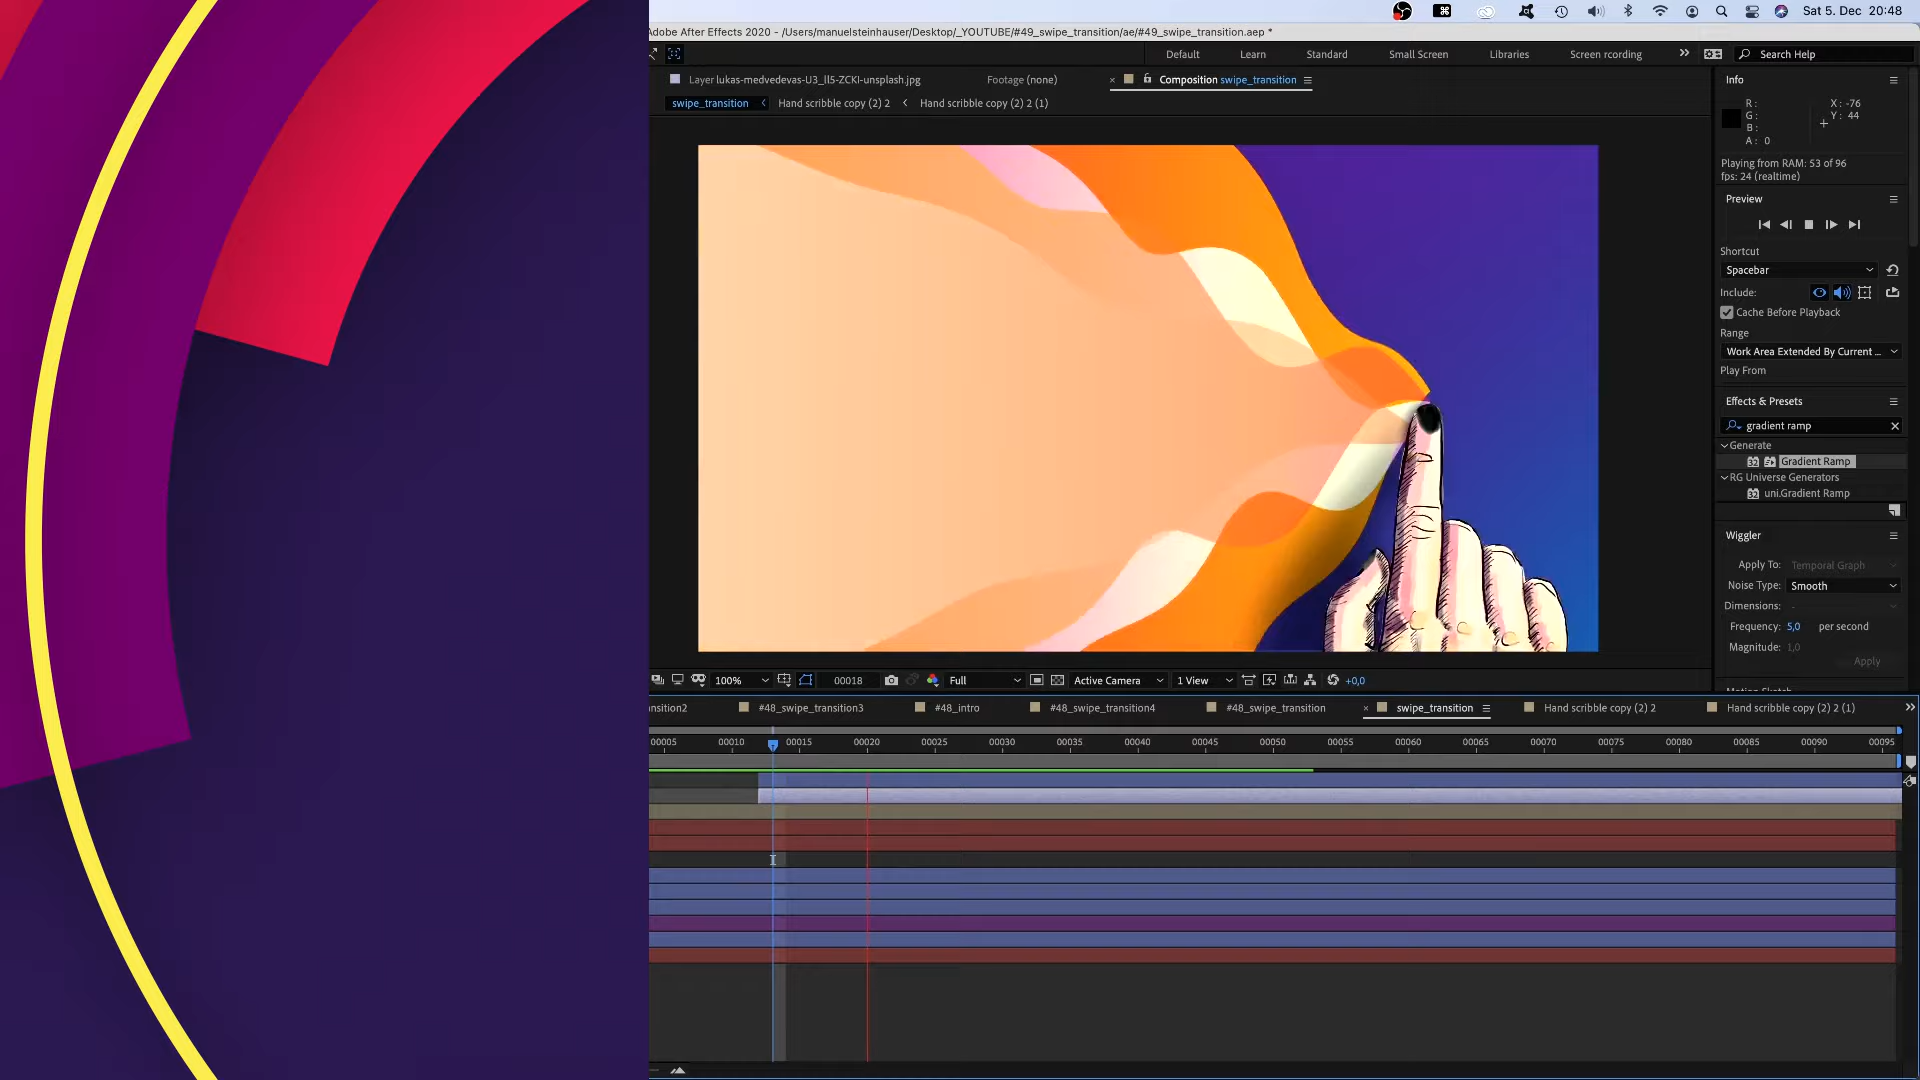 Sat 5. Dec 20:48
Adobe After Effects 2020 - /Users/manuelsteinhauser/Desktop/_YOUTUBE/#49_swipe_transition/ae/#49_swipe_transition.aep *
Default Learn Standard Small Screen Libraries Screen rcording >> Search Help
Layer lukas-medvedevas-U3_ll5-ZCKI-unsplash.jpg Footage (none) × Composition swipe_transition
swipe_transition < Hand scribble copy (2) 2 < Hand scribble copy (2) 2 (1)
Info
R: X: -76
G: Y: 44
B:
A: 0
Playing from RAM: 53 of 96
fps: 24 (realtime)
Preview
Shortcut
Spacebar
Include:
Cache Before Playback
Range
Work Area Extended By Current ...
Play From
Effects & Presets
gradient ramp
Generate
32 Gradient Ramp
RG Universe Generators
32 uni.Gradient Ramp
Wiggler
Apply To: Temporal Graph
Noise Type: Smooth
Dimensions: -
Frequency: 5,0 per second
Magnitude: 1,0
Apply
100% 00018 Full Active Camera 1 View +0,0
nsition2 #48_swipe_transition3 #48_intro #48_swipe_transition4 #48_swipe_transition × swipe_transition Hand scribble copy (2) 2 Hand scribble copy (2) 2 (1) >>
00005 00010 00015 00020 00025 00030 00035 00040 00045 00050 00055 00060 00065 00070 00075 00080 00085 00090 00095